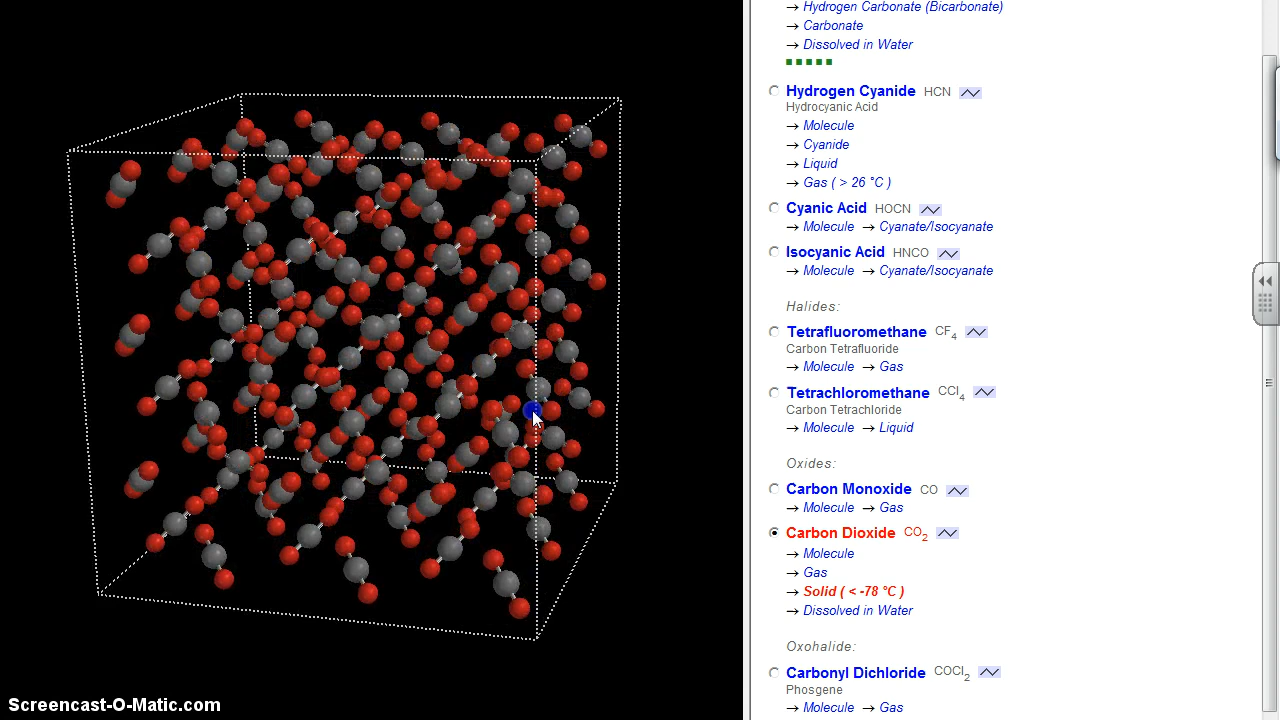 → Hydrogen Carbonate (Bicarbonate)
→ Carbonate
→ Dissolved in Water
Hydrogen Cyanide HCN
Hydrocyanic Acid
→ Molecule
→ Cyanide
→ Liquid
→ Gas ( > 26 °C )
Cyanic Acid HOCN
→ Molecule → Cyanate/Isocyanate
Isocyanic Acid HNCO
→ Molecule → Cyanate/Isocyanate
Halides:
Tetrafluoromethane CF4
Carbon Tetrafluoride
→ Molecule → Gas
Tetrachloromethane CCl4
Carbon Tetrachloride
→ Molecule → Liquid
Oxides:
Carbon Monoxide CO
→ Molecule → Gas
Carbon Dioxide CO2
→ Molecule
→ Gas
→ Solid ( < -78 °C )
→ Dissolved in Water
Oxohalide:
Carbonyl Dichloride COCl2
Phosgene
→ Molecule → Gas
Screencast-O-Matic.com